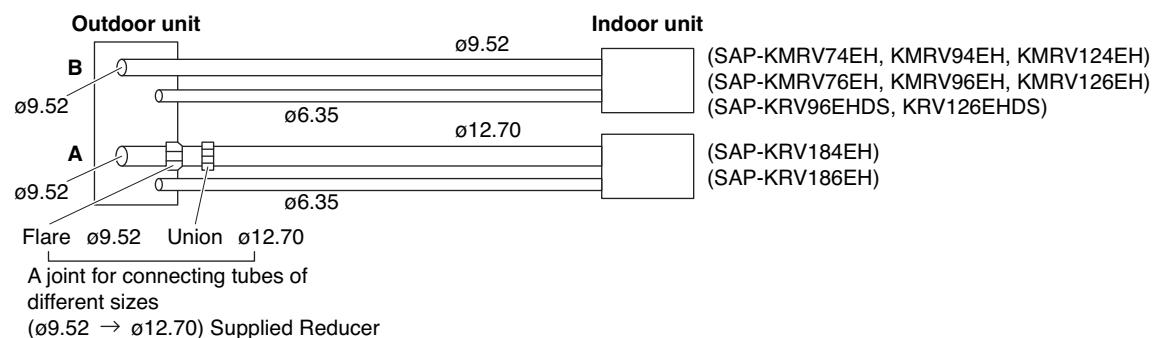 Outdoor unit
Indoor unit
B
ø9.52
ø9.52
ø6.35
(SAP-KMRV74EH, KMRV94EH, KMRV124EH)
(SAP-KMRV76EH, KMRV96EH, KMRV126EH)
(SAP-KRV96EHDS, KRV126EHDS)
A
ø9.52
ø12.70
ø6.35
(SAP-KRV184EH)
(SAP-KRV186EH)
Flare ø9.52 Union ø12.70
A joint for connecting tubes of
different sizes
(ø9.52 → ø12.70) Supplied Reducer